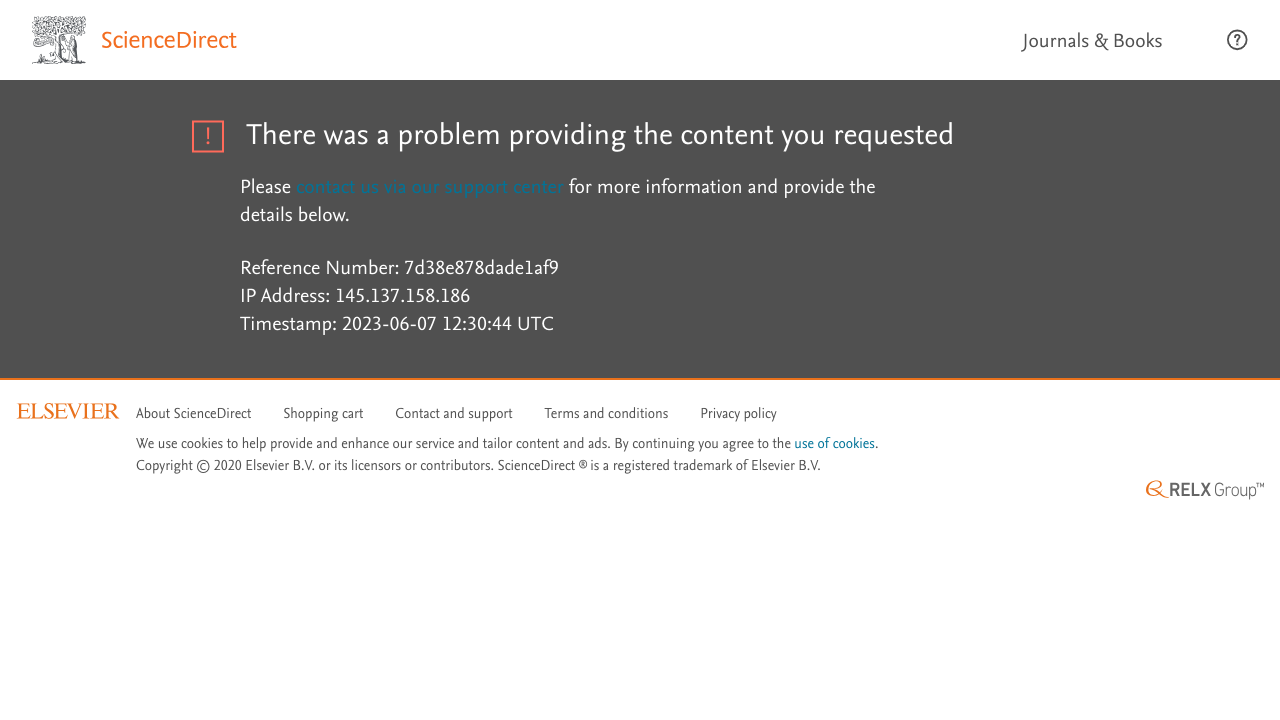 ScienceDirect
Journals & Books
?
! There was a problem providing the content you requested
Please contact us via our support center for more information and provide the
details below.
Reference Number: 7d38e878dade1af9
IP Address: 145.137.158.186
Timestamp: 2023-06-07 12:30:44 UTC
ELSEVIER
About ScienceDirect
Shopping cart
Contact and support
Terms and conditions
Privacy policy
We use cookies to help provide and enhance our service and tailor content and ads. By continuing you agree to the use of cookies.
Copyright © 2020 Elsevier B.V. or its licensors or contributors. ScienceDirect ® is a registered trademark of Elsevier B.V.
RELX Group™